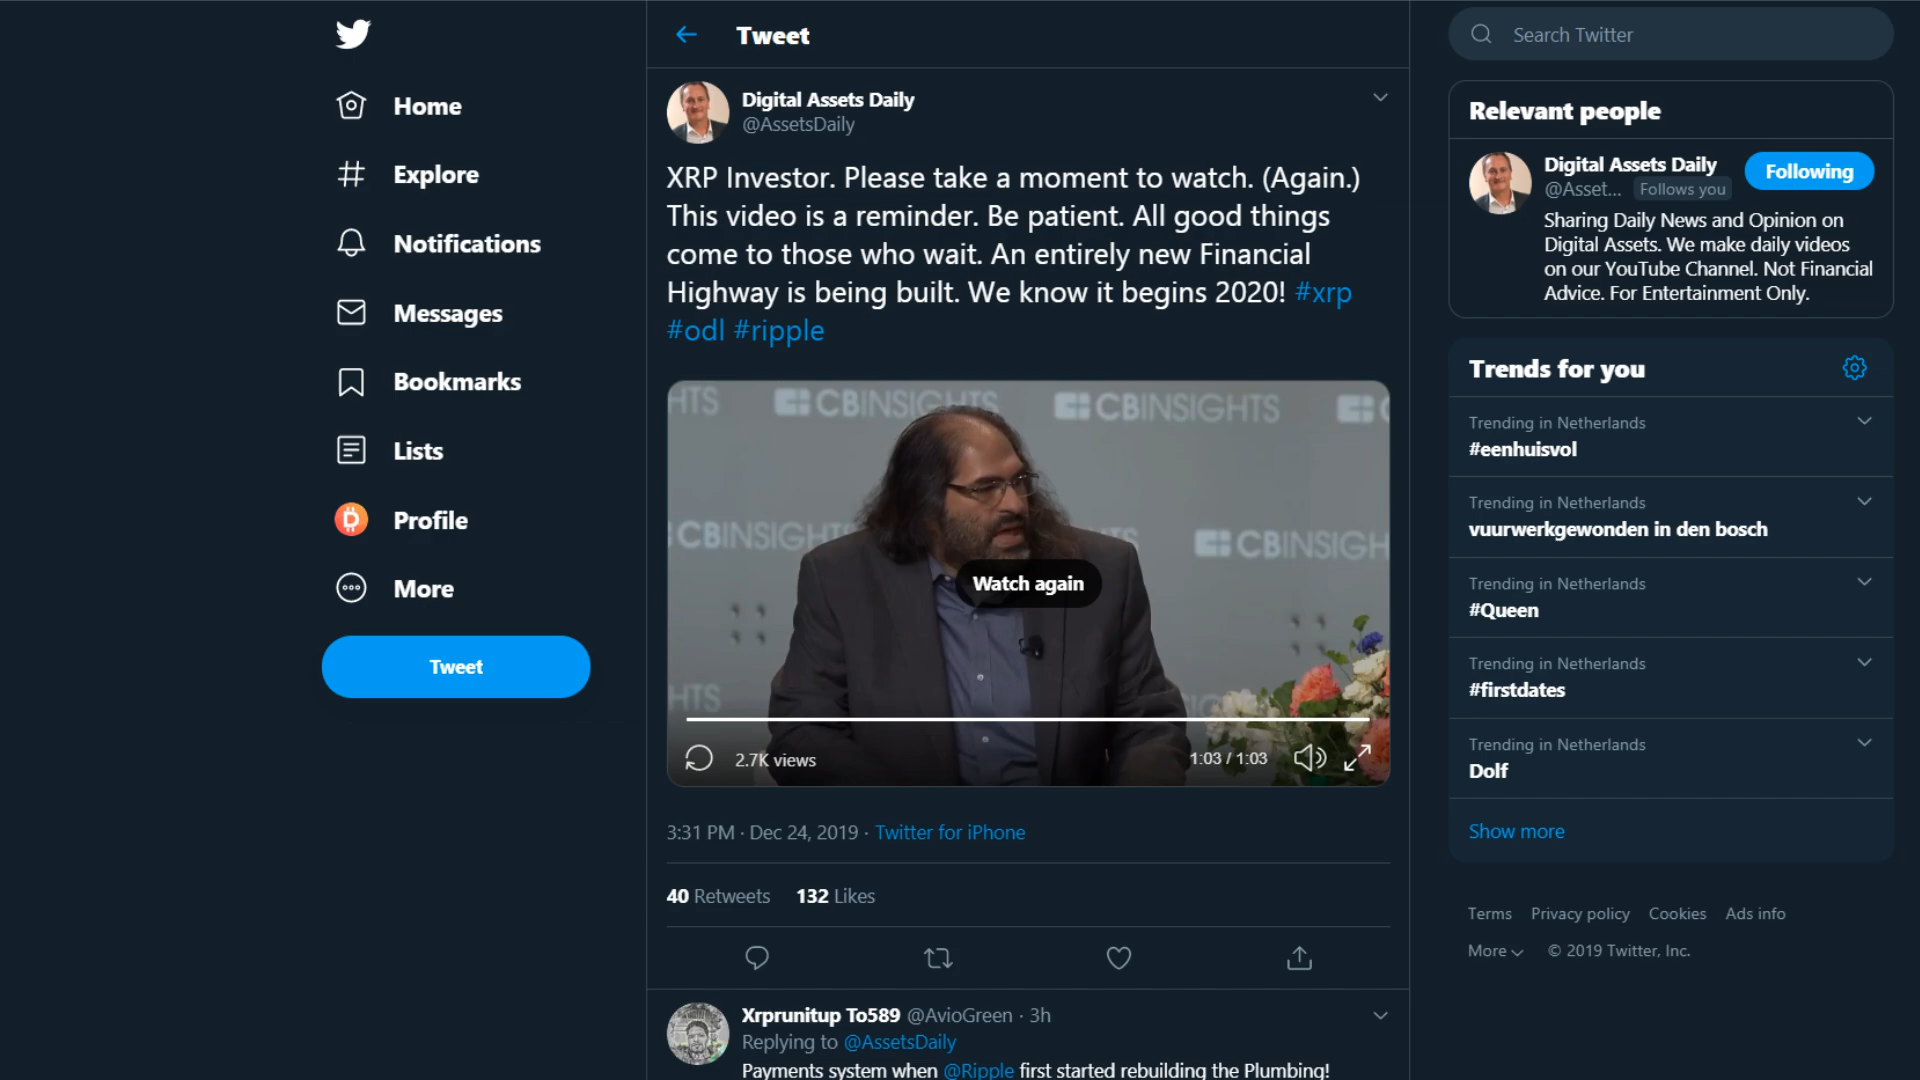 Home
Explore
Notifications
Messages
Bookmarks
Lists
Profile
More
Tweet
Tweet
Digital Assets Daily
@AssetsDaily
XRP Investor. Please take a moment to watch. (Again.)
This video is a reminder. Be patient. All good things
come to those who wait. An entirely new Financial
Highway is being built. We know it begins 2020! #xrp
#odl #ripple
HTS CBINSIGHTS CBINSIGHTS
CBINSIGHT TS CBINSIGH
HTS
Watch again
2.7K views 1:03 / 1:03
3:31 PM · Dec 24, 2019 · Twitter for iPhone
40 Retweets 132 Likes
Xrprunitup To589 @AvioGreen · 3h
Replying to @AssetsDaily
Payments system when @Ripple first started rebuilding the Plumbing!
Search Twitter
Relevant people
Digital Assets Daily
@Asset... Follows you
Following
Sharing Daily News and Opinion on
Digital Assets. We make daily videos
on our YouTube Channel. Not Financial
Advice. For Entertainment Only.
Trends for you
Trending in Netherlands
#eenhuisvol
Trending in Netherlands
vuurwerkgewonden in den bosch
Trending in Netherlands
#Queen
Trending in Netherlands
#firstdates
Trending in Netherlands
Dolf
Show more
Terms Privacy policy Cookies Ads info
More © 2019 Twitter, Inc.